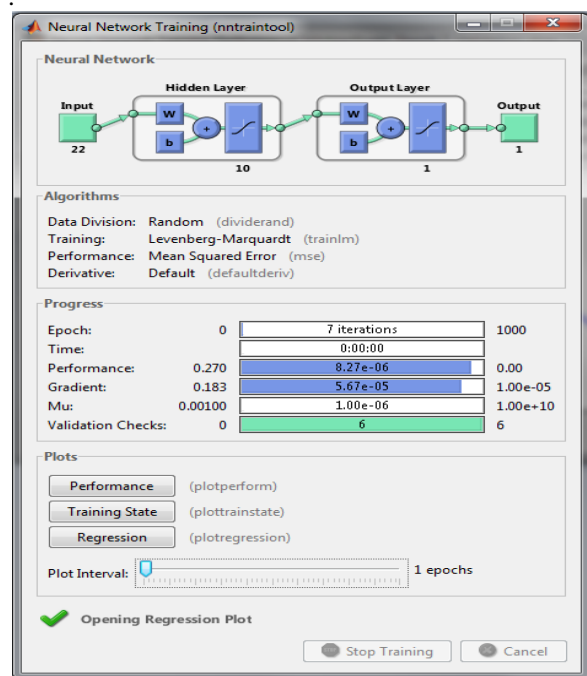 .
Neural Network Training (nntraintool)
Neural Network
Hidden Layer Output Layer
Input Output
W W
+ +
b b
22 1
10 1
Algorithms
Data Division: Random (dividerand)
Training: Levenberg-Marquardt (trainlm)
Performance: Mean Squared Error (mse)
Derivative: Default (defaultderiv)
Progress
Epoch: 0 7 iterations 1000
Time: 0:00:00
Performance: 0.270 8.27e-06 0.00
Gradient: 0.183 5.67e-05 1.00e-05
Mu: 0.00100 1.00e-06 1.00e+10
Validation Checks: 0 6 6
Plots
Performance (plotperform)
Training State (plottrainstate)
Regression (plotregression)
Plot Interval: 1 epochs
Opening Regression Plot
Stop Training Cancel